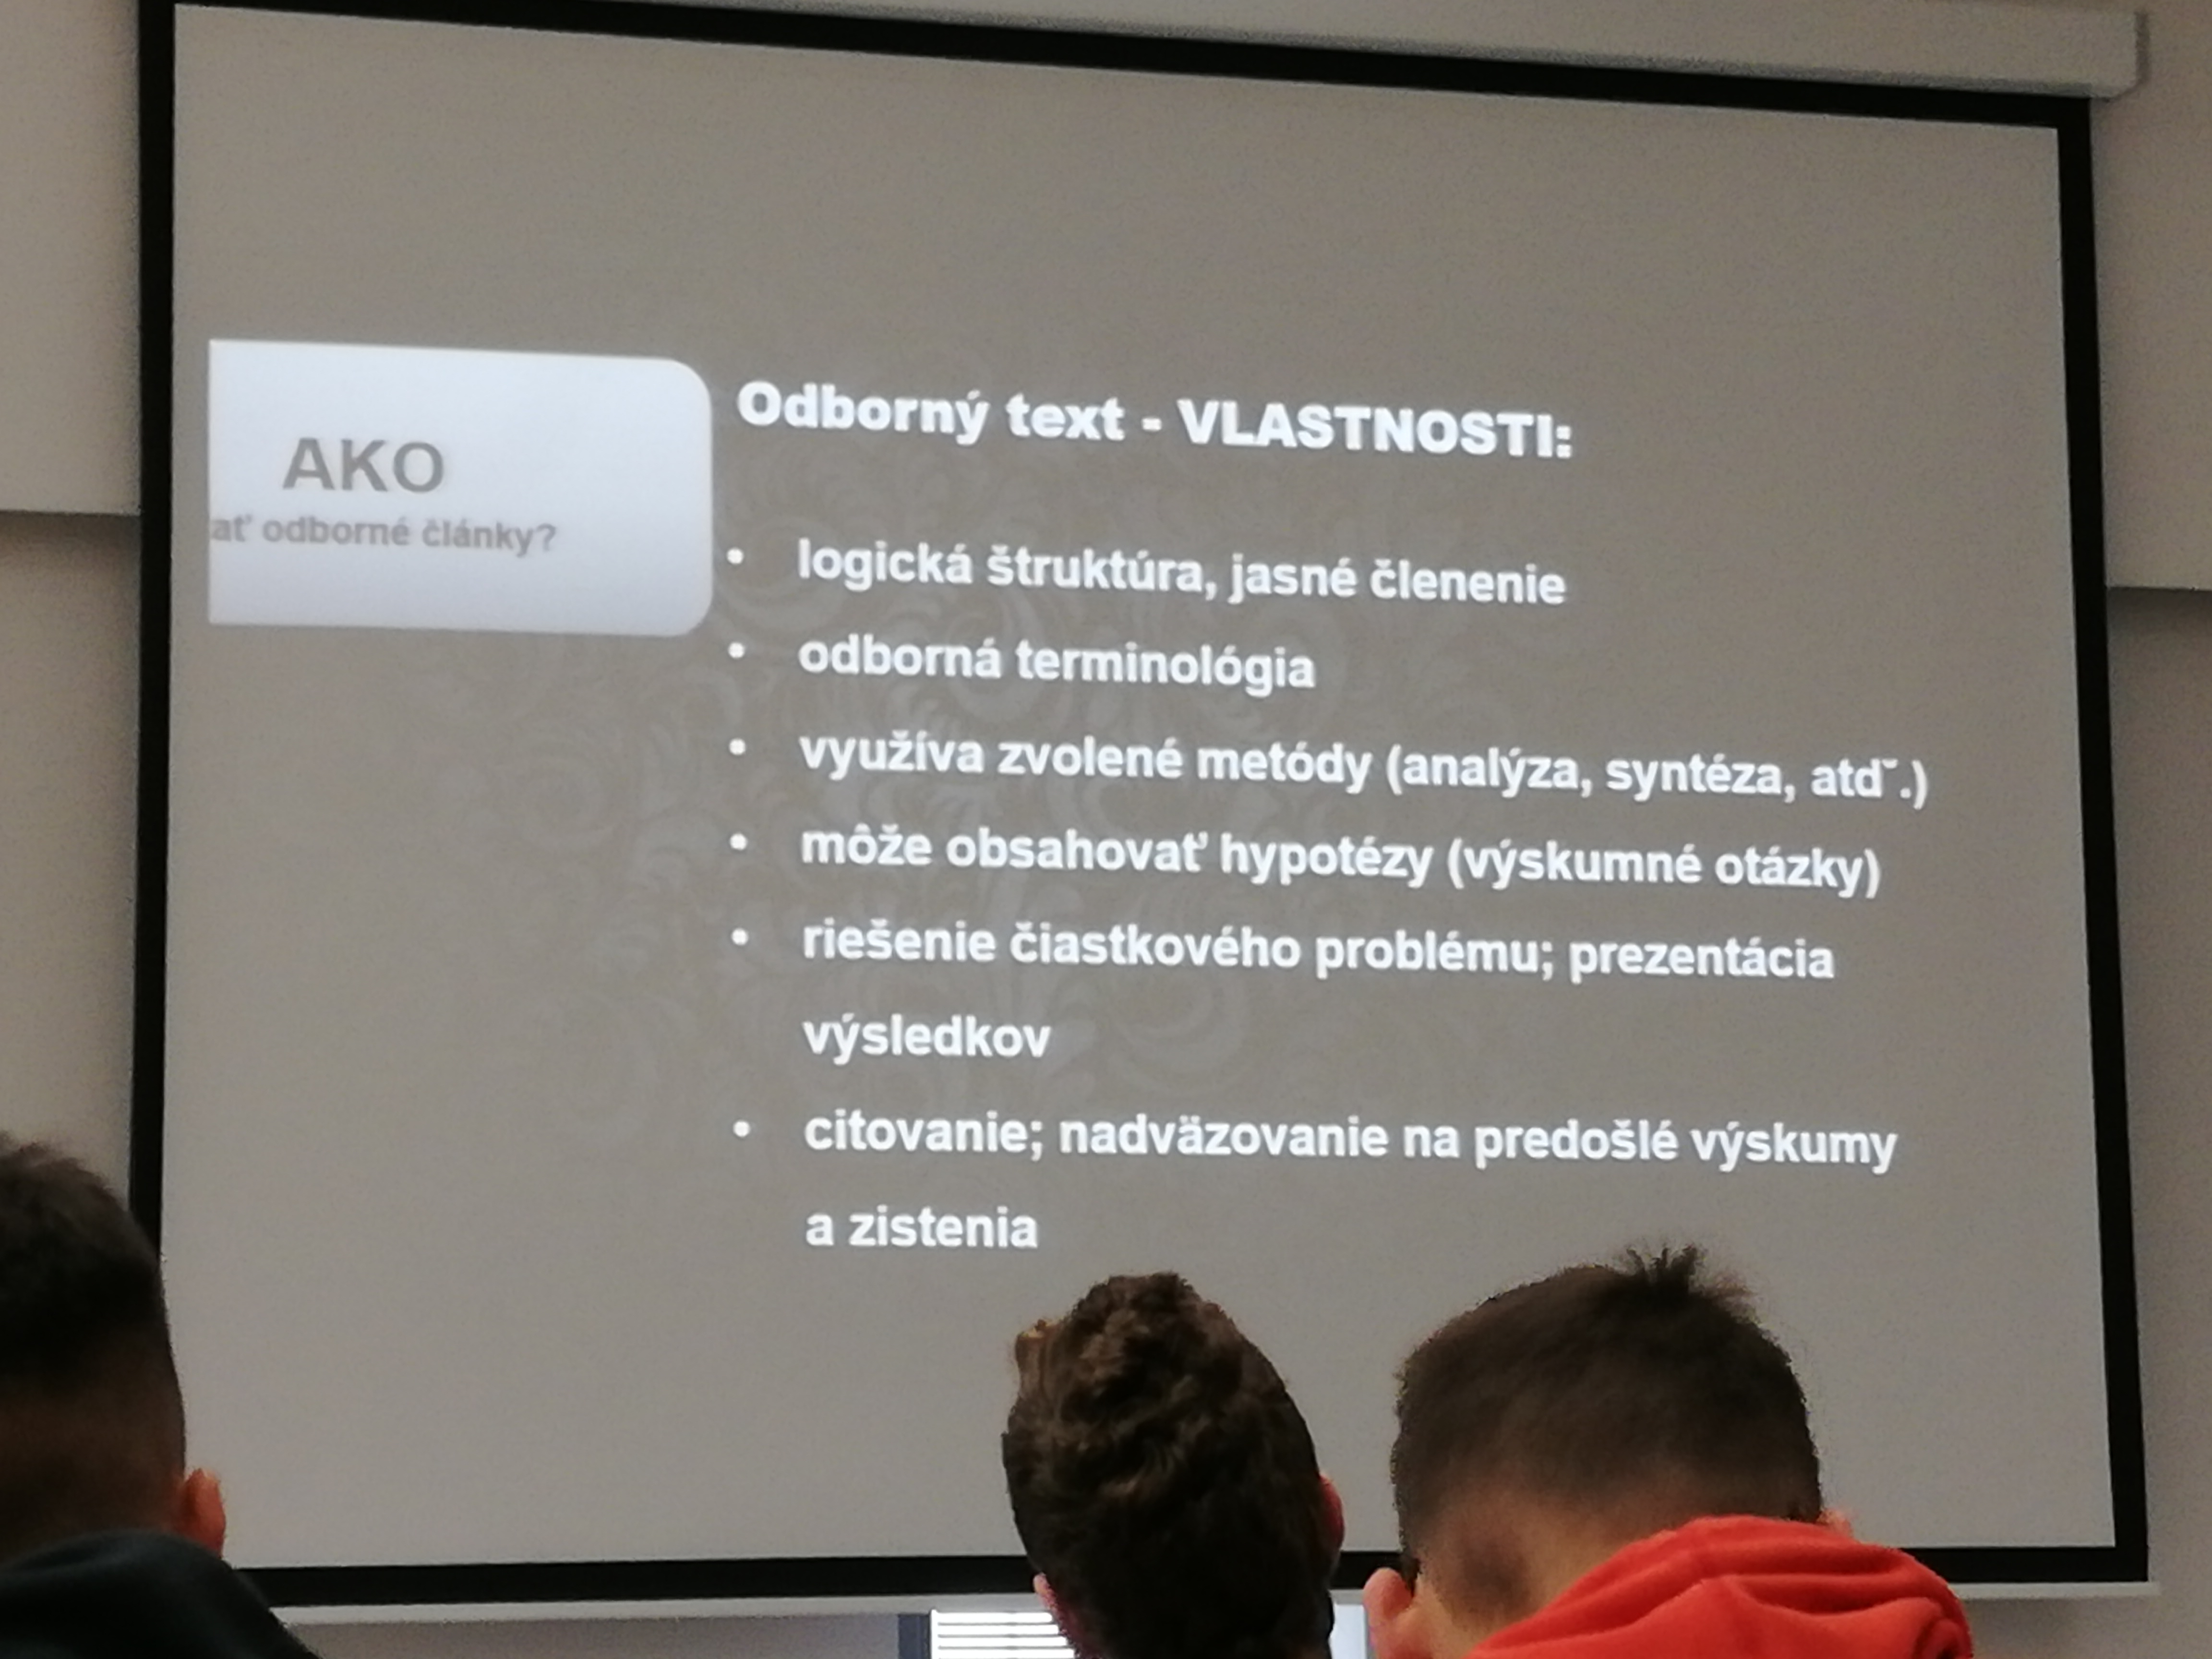 AKO
ať odborné články?
Odborný text - VLASTNOSTI:
• logická štruktúra, jasné členenie
• odborná terminológia
• využíva zvolené metódy (analýza, syntéza, atdˇ.)
• môže obsahovať hypotézy (výskumné otázky)
• riešenie čiastkového problému; prezentácia
výsledkov
• citovanie; nadväzovanie na predošlé výskumy
a zistenia